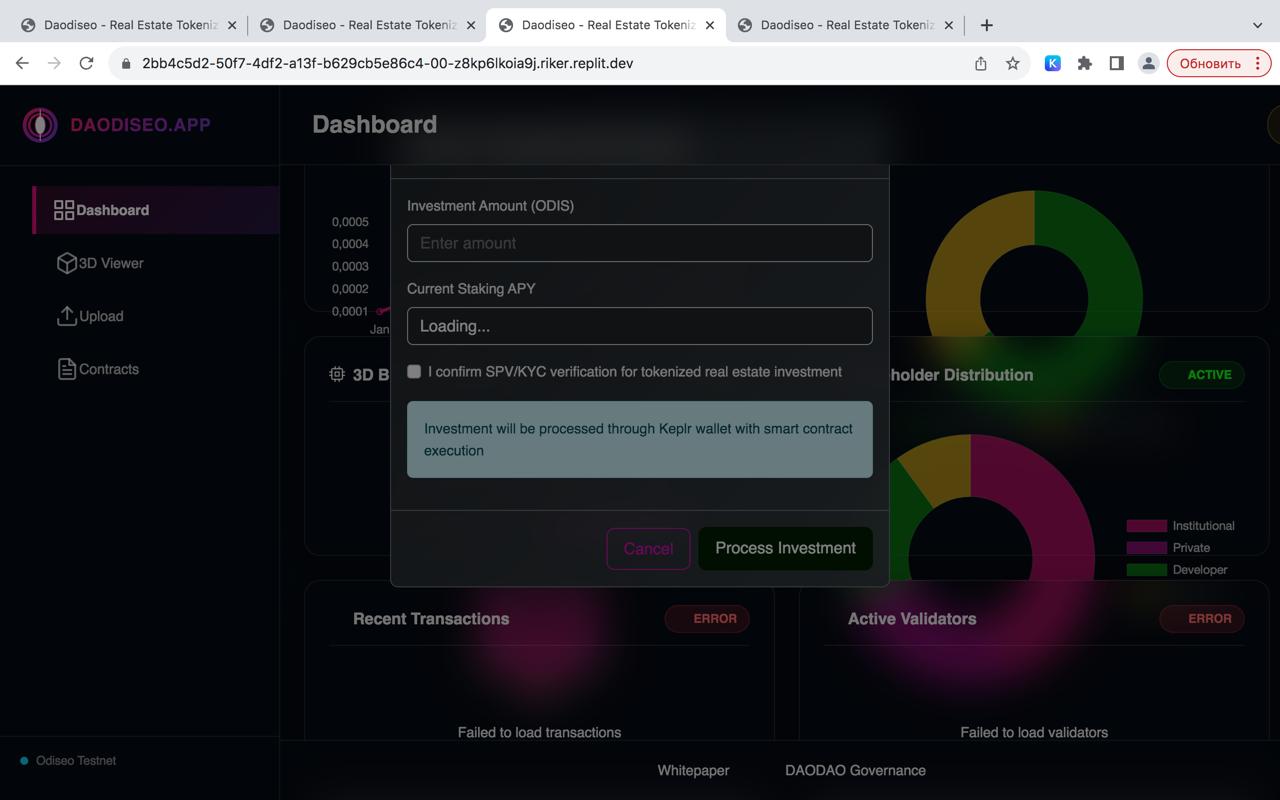 Daodiseo - Real Estate Tokeniz
Daodiseo - Real Estate Tokeniz
Daodiseo - Real Estate Tokeniz
Daodiseo - Real Estate Tokeniz
2bb4c5d2-50f7-4df2-a13f-b629cb5e86c4-00-z8kp6lkoia9j.riker.replit.dev
K
Обновить
DAODISEO.APP
Dashboard
Dashboard
3D Viewer
Upload
Contracts
Odiseo Testnet
0,0005
0,0004
0,0003
0,0002
0,0001
Jan
Investment Amount (ODIS)
Enter amount
Current Staking APY
Loading...
I confirm SPV/KYC verification for tokenized real estate investment
Investment will be processed through Keplr wallet with smart contract
execution
Cancel
Process Investment
3D B
holder Distribution
ACTIVE
Institutional
Private
Developer
Recent Transactions
ERROR
Failed to load transactions
Active Validators
ERROR
Failed to load validators
Whitepaper
DAODAO Governance